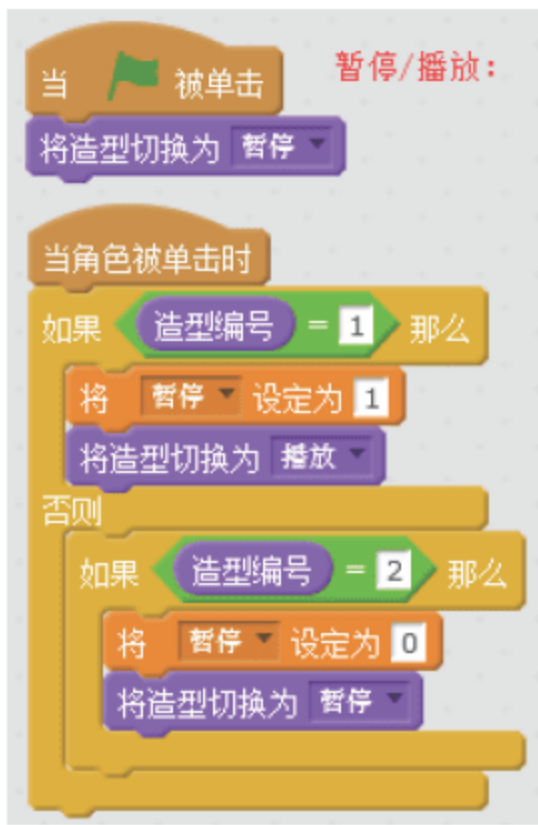 暂停/播放:
当 被单击
将造型切换为 暂停
当角色被单击时
如果 造型编号 = 1 那么
将 暂停 设定为 1
将造型切换为 播放
否则
如果 造型编号 = 2 那么
将 暂停 设定为 0
将造型切换为 暂停